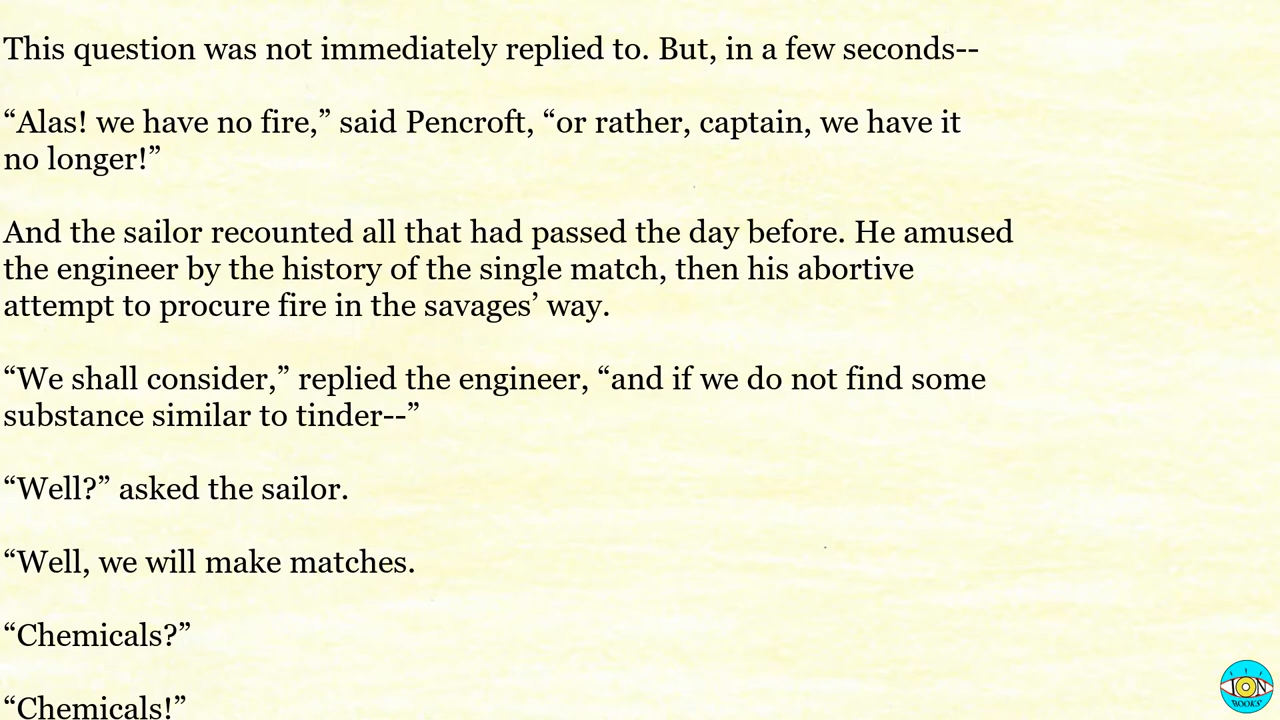 This question was not immediately replied to. But, in a few seconds--
“Alas! we have no fire,” said Pencroft, “or rather, captain, we have it
no longer!”
And the sailor recounted all that had passed the day before. He amused
the engineer by the history of the single match, then his abortive
attempt to procure fire in the savages’ way.
“We shall consider,” replied the engineer, “and if we do not find some
substance similar to tinder--”
“Well?” asked the sailor.
“Well, we will make matches.
“Chemicals?”
“Chemicals!”
ION
BOOKS